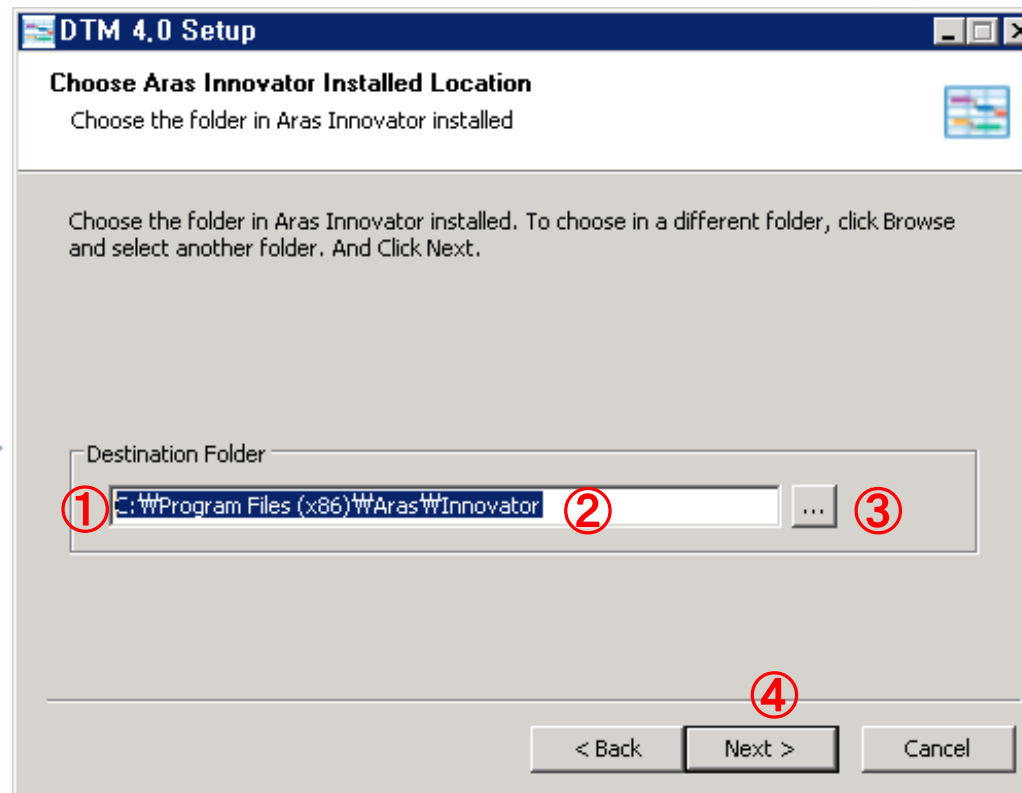 DTM 4.0 Setup
Choose Aras Innovator Installed Location
Choose the folder in Aras Innovator installed
Choose the folder in Aras Innovator installed. To choose in a different folder, click Browse
and select another folder. And Click Next.
Destination Folder
① C:₩Program Files (x86)₩Aras₩Innovator ② ... ③
④
< Back Next > Cancel